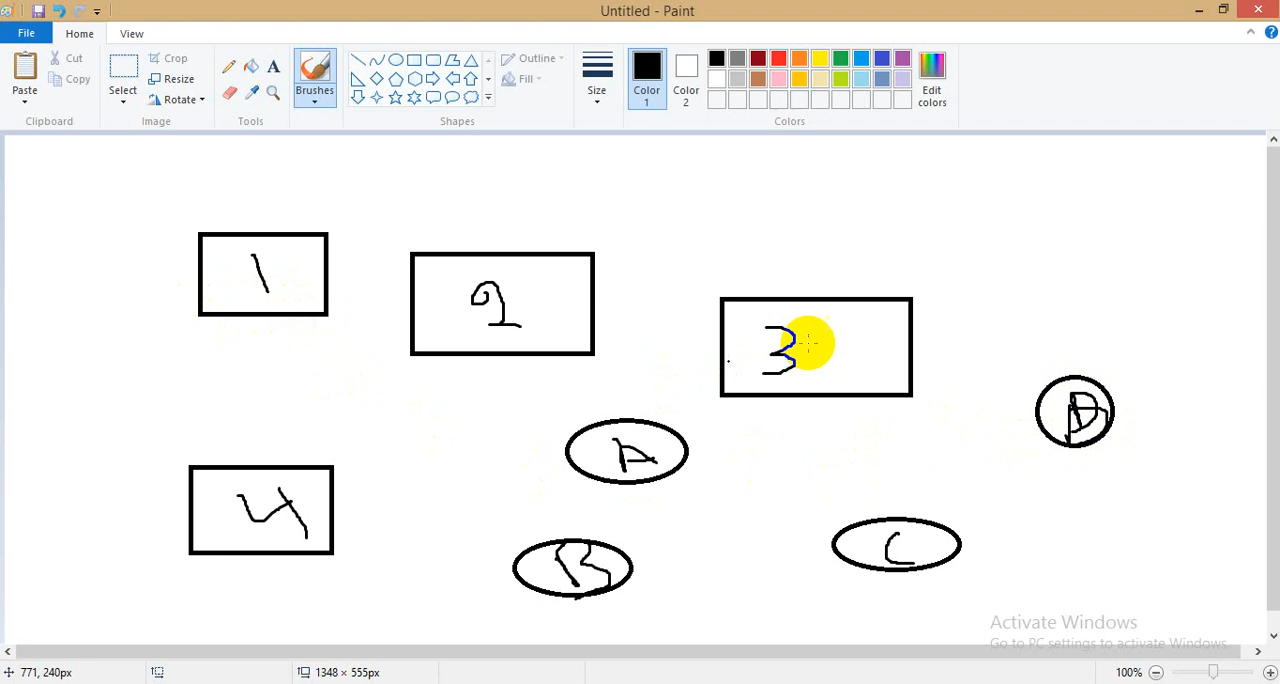 Untitled - Paint
File Home View
Paste Cut Copy
Select Crop Resize Rotate
Brushes
Outline Fill
Size
Color 1
Color 2
Edit colors
Clipboard Image Tools Shapes Colors
1
2
3
A
D
4
B
C
Activate Windows
Go to PC settings to activate Windows.
771, 240px
1348 × 555px
100%